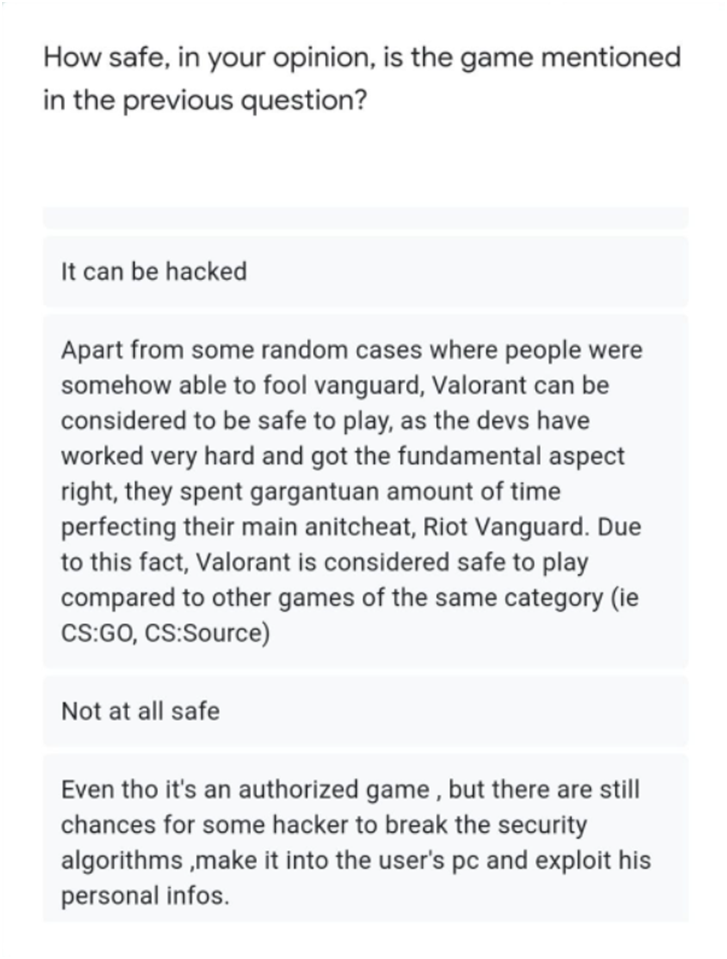 How safe, in your opinion, is the game mentioned
in the previous question?
It can be hacked
Apart from some random cases where people were
somehow able to fool vanguard, Valorant can be
considered to be safe to play, as the devs have
worked very hard and got the fundamental aspect
right, they spent gargantuan amount of time
perfecting their main anitcheat, Riot Vanguard. Due
to this fact, Valorant is considered safe to play
compared to other games of the same category (ie
CS:GO, CS:Source)
Not at all safe
Even tho it's an authorized game , but there are still
chances for some hacker to break the security
algorithms ,make it into the user's pc and exploit his
personal infos.